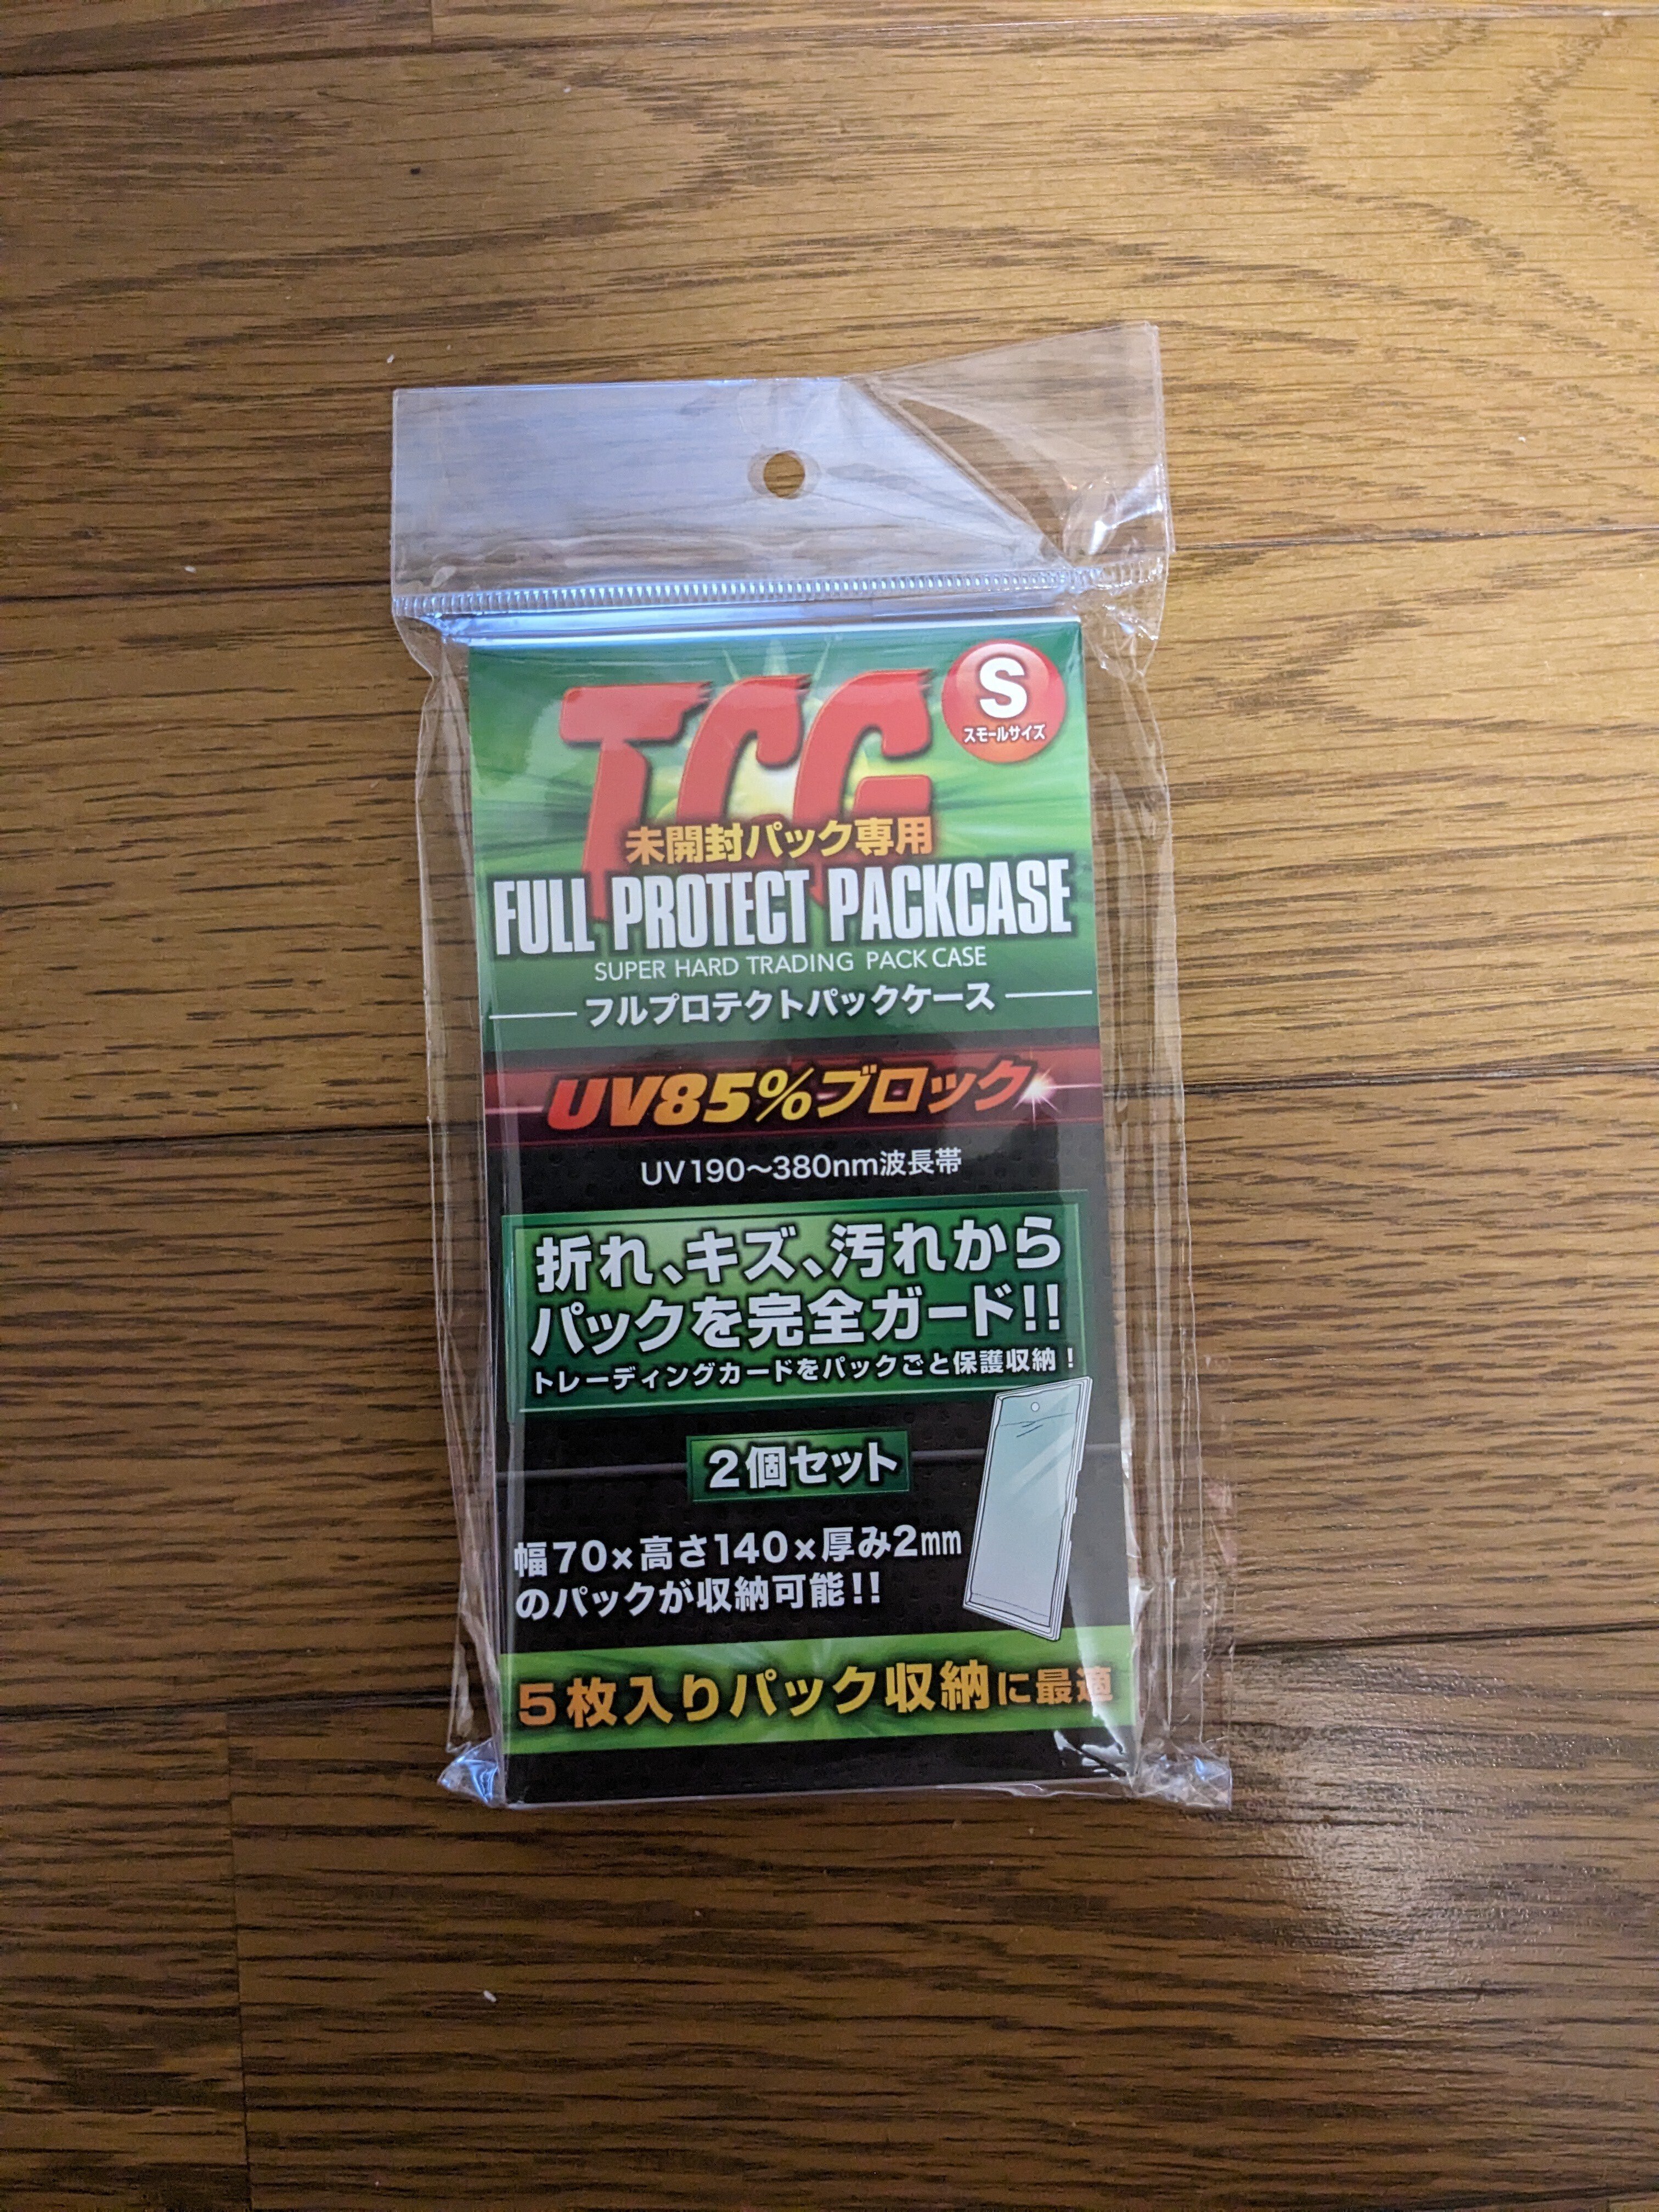 S
スモールサイズ
TCG
未開封パック専用
FULL PROTECT PACKCASE
SUPER HARD TRADING PACK CASE
フルプロテクトパックケース
UV85%ブロック
UV190〜380nm波長帯
折れ、キズ、汚れから
パックを完全ガード!!
トレーディングカードをパックごと保護収納!
2個セット
幅70×高さ140×厚み2mm
のパックが収納可能!!
5枚入りパック収納に最適